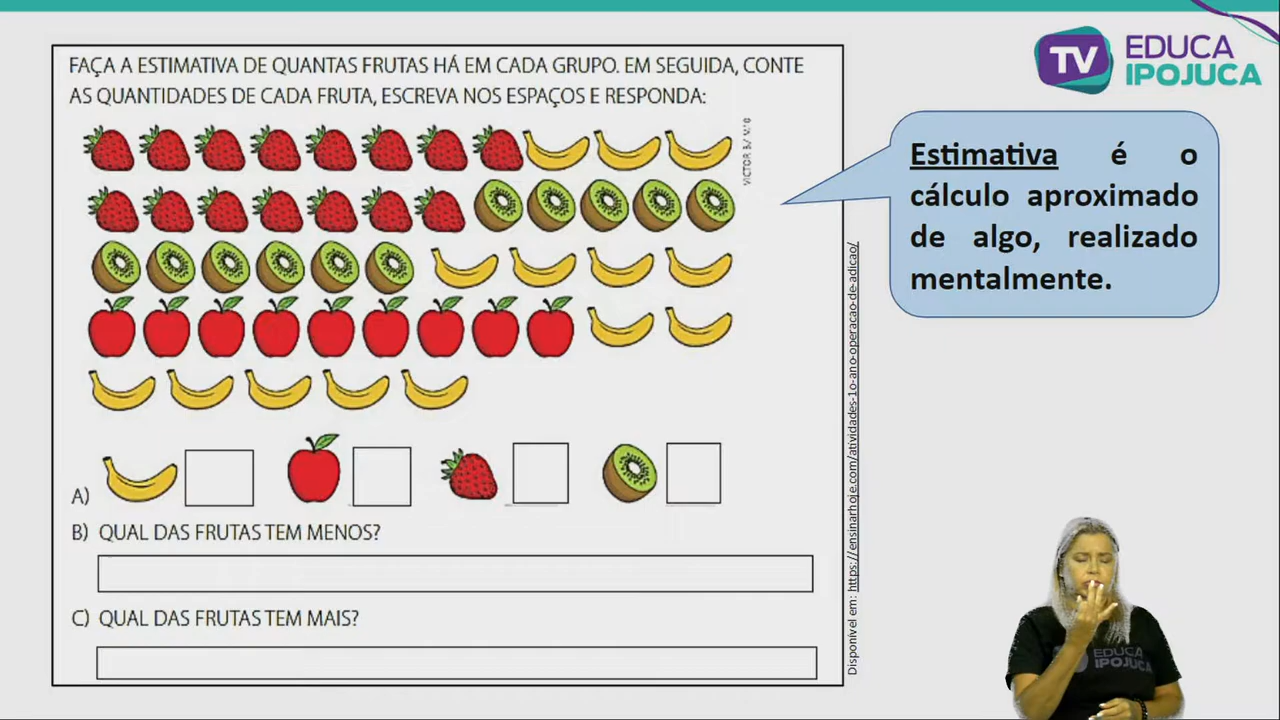 FAÇA A ESTIMATIVA DE QUANTAS FRUTAS HÁ EM CADA GRUPO. EM SEGUIDA, CONTE
AS QUANTIDADES DE CADA FRUTA, ESCREVA NOS ESPAÇOS E RESPONDA:
A)
B) QUAL DAS FRUTAS TEM MENOS?
C) QUAL DAS FRUTAS TEM MAIS?
Disponível em: https://ensinarhoje.com/atividades-1o-ano-operacao-de-adicao/
TV EDUCA
IPOJUCA
Estimativa é o
cálculo aproximado
de algo, realizado
mentalmente.
EDUCA
IPOJUCA